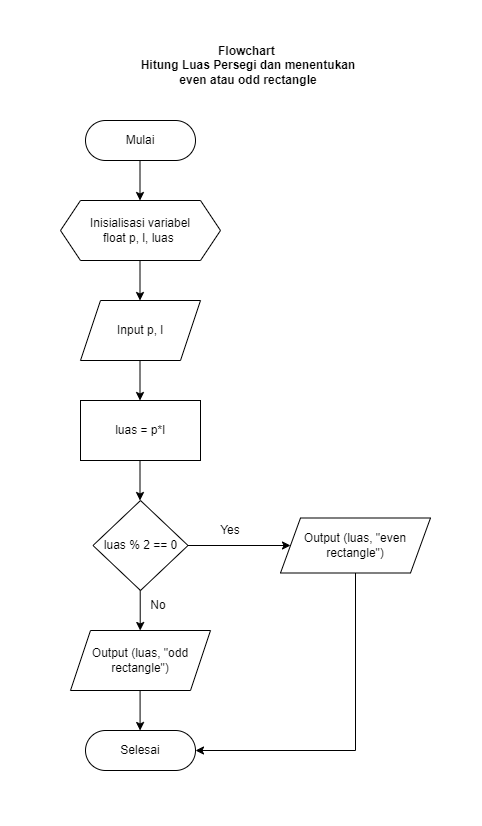 Flowchart
Hitung Luas Persegi dan menentukan
even atau odd rectangle
Mulai
Inisialisasi variabel
float p, l, luas
Input p, l
luas = p*l
luas % 2 == 0
Yes
Output (luas, "even
rectangle")
No
Output (luas, "odd
rectangle")
Selesai